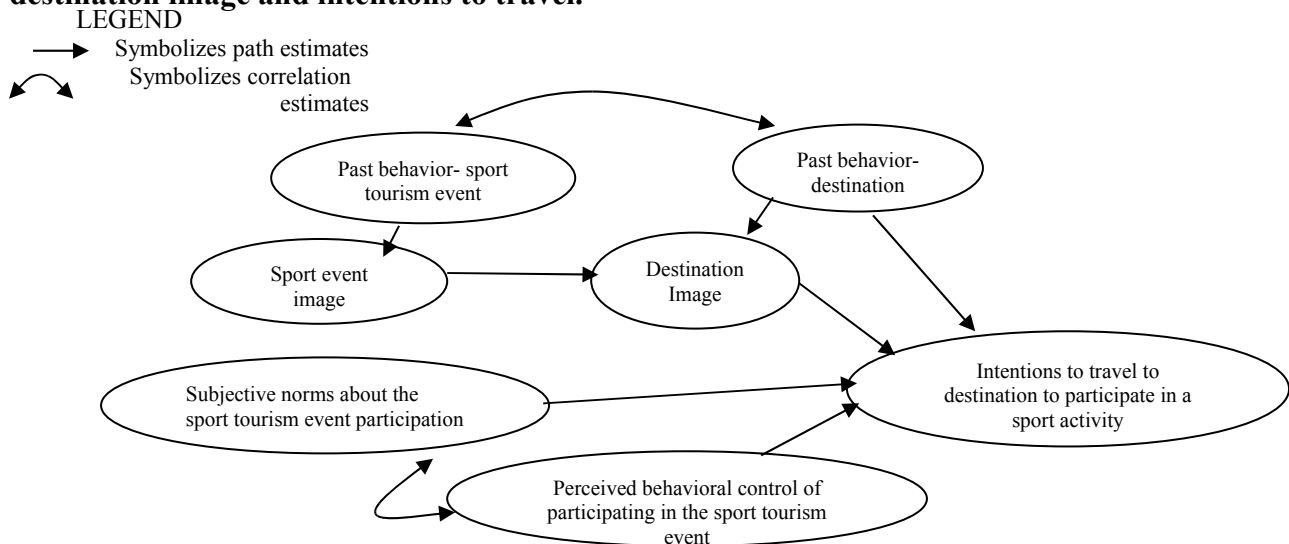 destination image and intentions to travel.
LEGEND
Symbolizes path estimates
Symbolizes correlation
estimates
Past behavior- sport
tourism event
Past behavior-
destination
Sport event
image
Destination
Image
Intentions to travel to
destination to participate in a
sport activity
Subjective norms about the
sport tourism event participation
Perceived behavioral control of
participating in the sport tourism
event